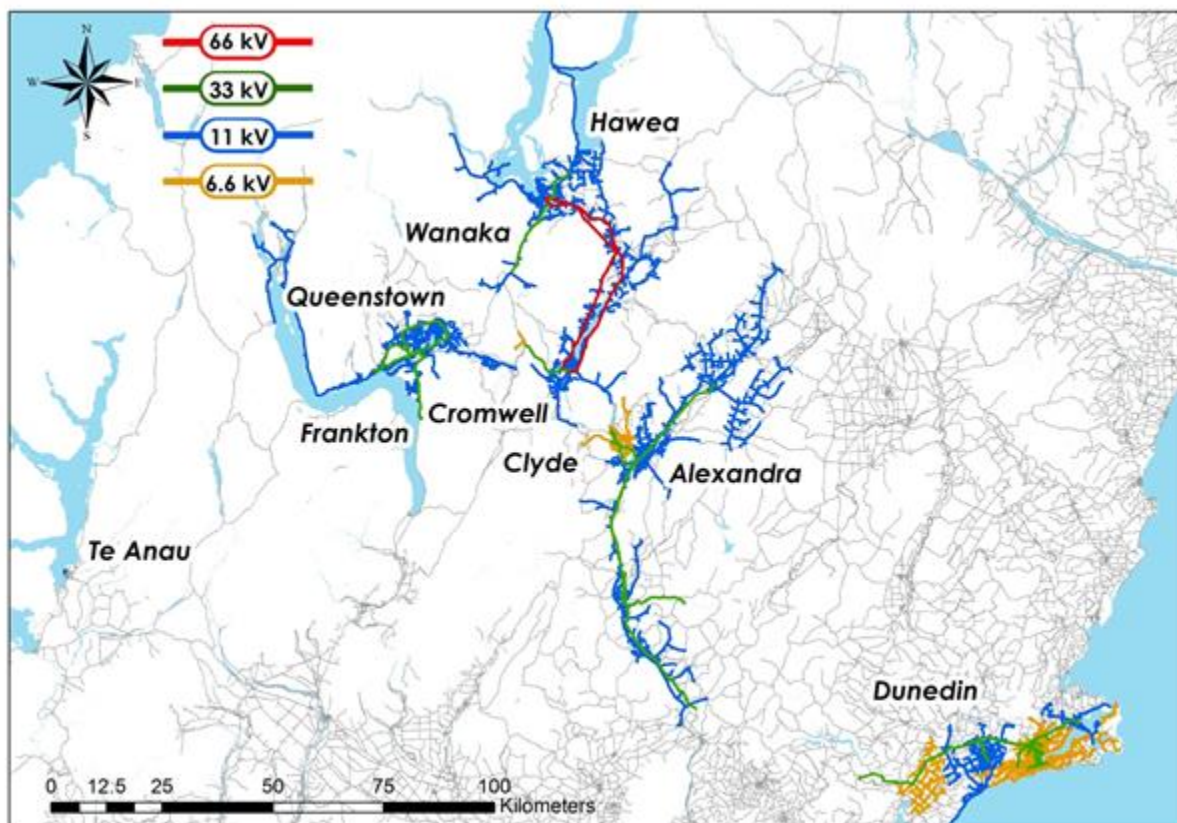 N
W
E
S
66 kV
33 kV
11 kV
6.6 kV
Hawea
Wanaka
Queenstown
Cromwell
Frankton
Clyde
Alexandra
Te Anau
Dunedin
0 12.5 25 50 75 100
Kilometers